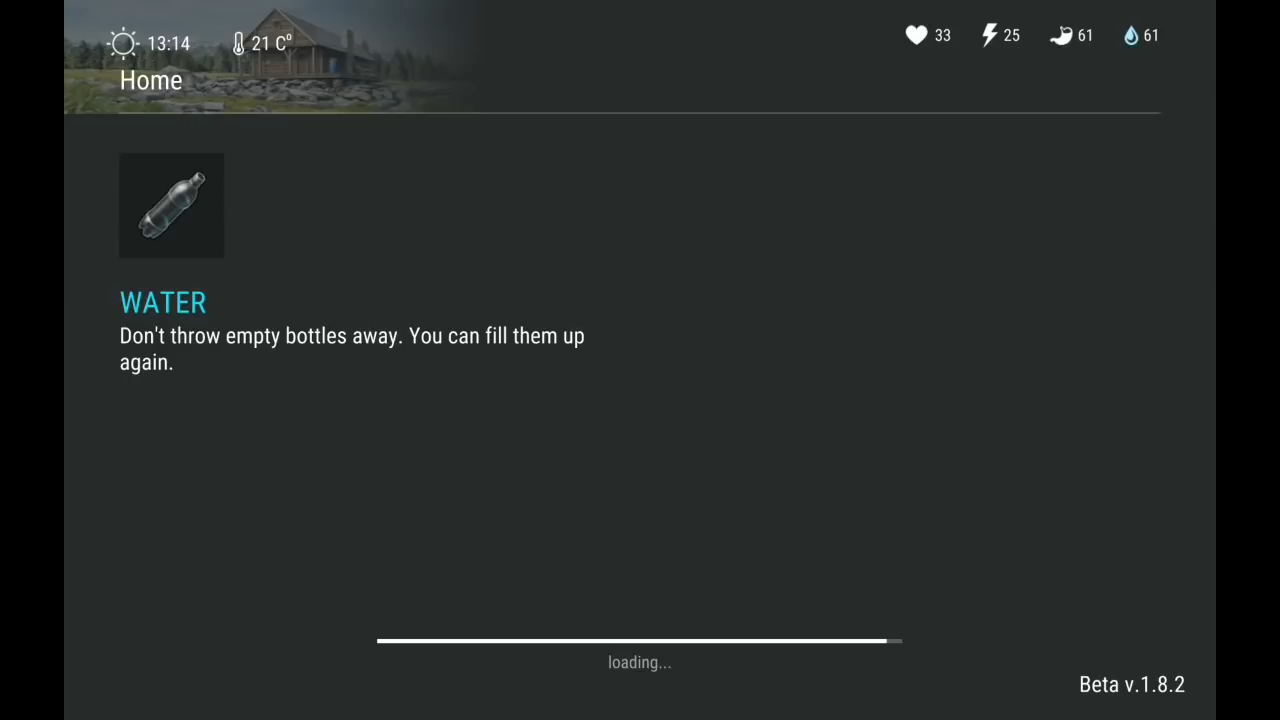 13:14 21 C° 33 25 61 61
Home
WATER
Don't throw empty bottles away. You can fill them up
again.
loading...
Beta v.1.8.2